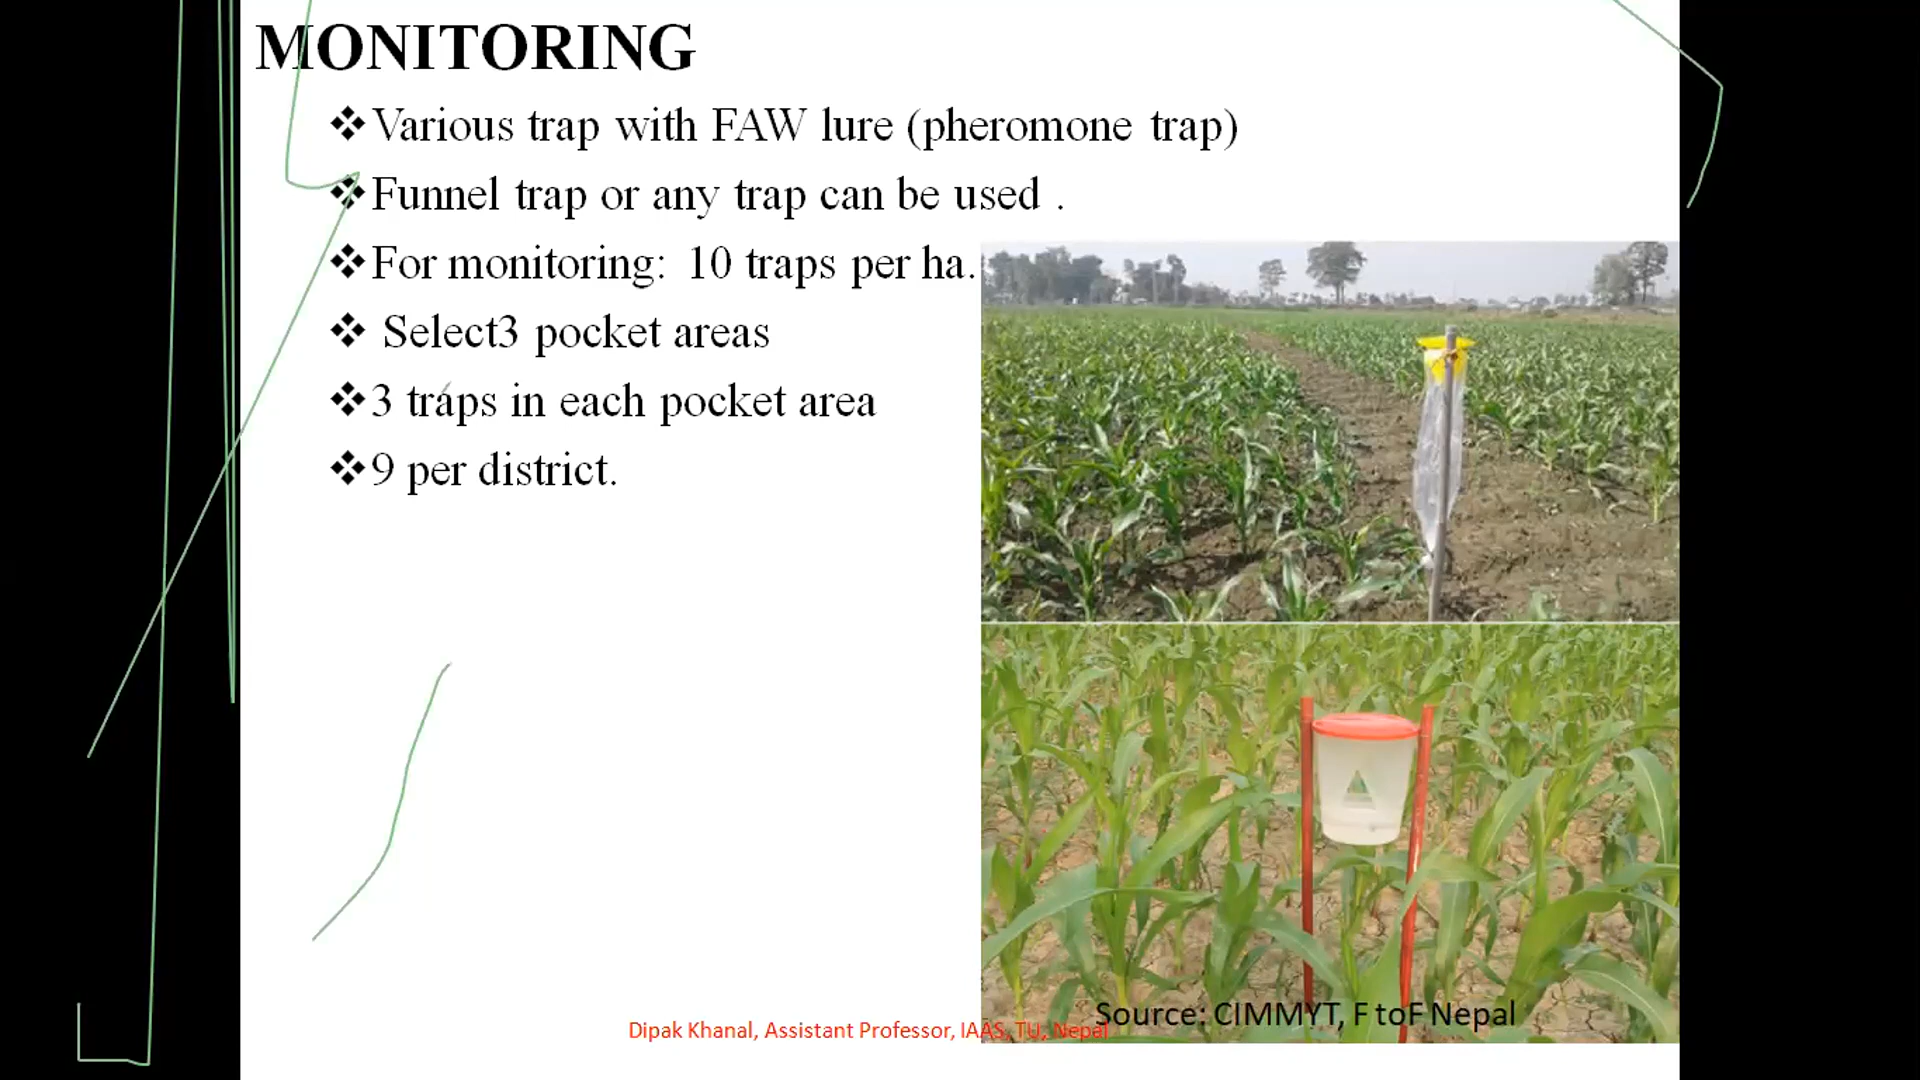 MONITORING
❖Various trap with FAW lure (pheromone trap)
❖Funnel trap or any trap can be used .
❖For monitoring: 10 traps per ha.
❖ Select3 pocket areas
❖3 traps in each pocket area
❖9 per district.
Source: CIMMYT, F toF Nepal
Dipak Khanal, Assistant Professor, IAAS, TU, Nepal